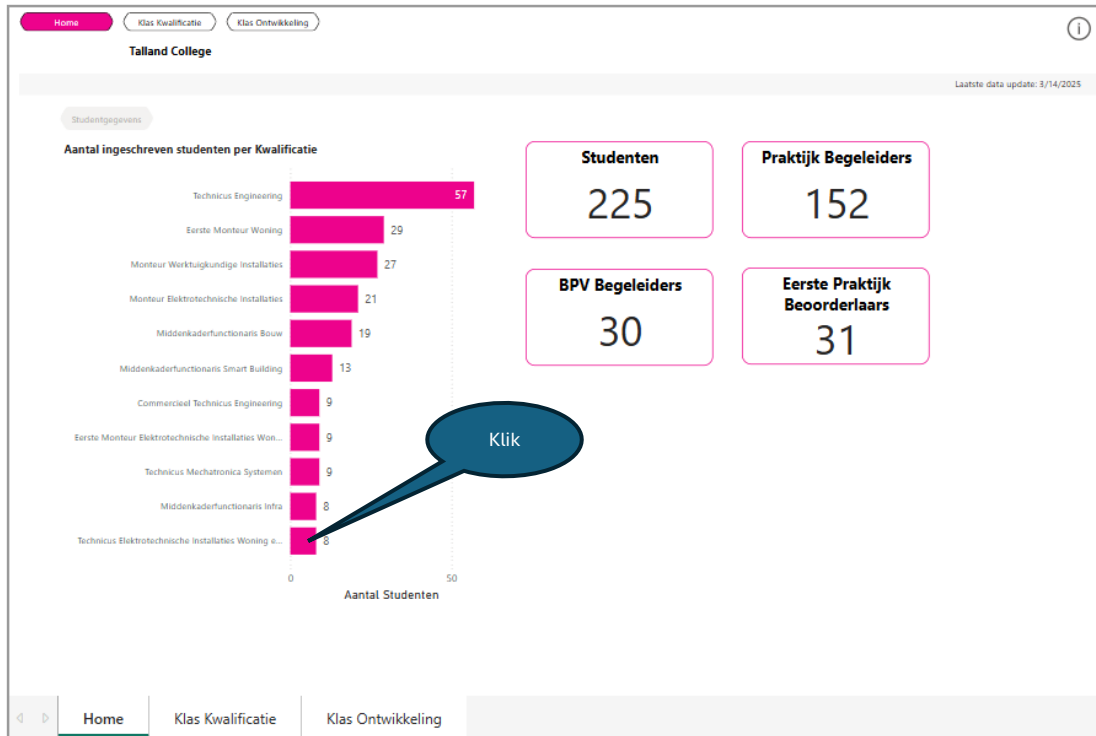 Home
Klas Kwalificatie
Klas Ontwikkeling
Talland College
Laatste data update: 3/14/2025
Studentgegevens
Aantal ingeschreven studenten per Kwalificatie
Technicus Engineering 57
Eerste Monteur Woning 29
Monteur Werktuigkundige Installaties 27
Monteur Elektrotechnische Installaties 21
Middenkaderfunctionaris Bouw 19
Middenkaderfunctionaris Smart Building 13
Commercieel Technicus Engineering 9
Eerste Monteur Elektrotechnische Installaties Won... 9
Technicus Mechatronica Systemen 9
Middenkaderfunctionaris Infra 8
Technicus Elektrotechnische Installaties Woning e... 8
0 50
Aantal Studenten
Studenten
225
Praktijk Begeleiders
152
BPV Begeleiders
30
Eerste Praktijk
Beoorderlaars
31
Klik
Home
Klas Kwalificatie
Klas Ontwikkeling